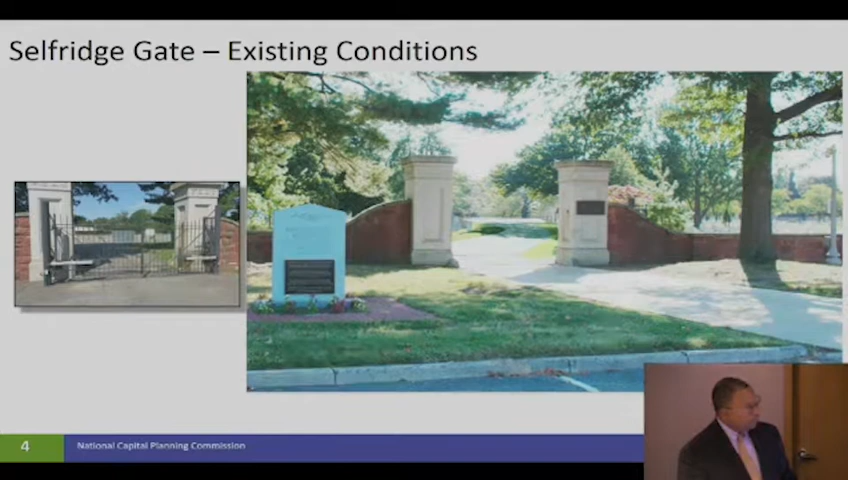 Selfridge Gate – Existing Conditions
4
National Capital Planning Commission